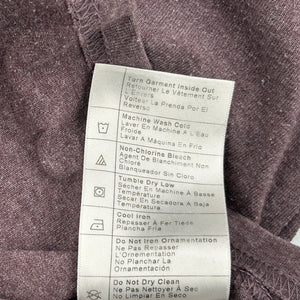 Turn Garment Inside Out
Retourner Le Vêtement Sur
L'Envers
Voltear La Prenda Por El
Reverso
Machine Wash Cold
Laver En Machine A L'Eau
Froide
Lavar A Máquina En Frío
Non-Chlorine Bleach
Agent De Blanchiment Non
Chloré
Blanqueador Sin Cloro
Tumble Dry Low
Sécher En Machine À Basse
Température
Secar En Secadora A Baja
Temperatura
Cool Iron
Repasser À Fer Tiède
Plancha Fría
Do Not Iron Ornamentation
Ne Pas Repasser
L'Ornementation
No Planchar La
Ornamentación
Do Not Dry Clean
Ne Pas Nettoyer À Sec
No Limpiar En Seco